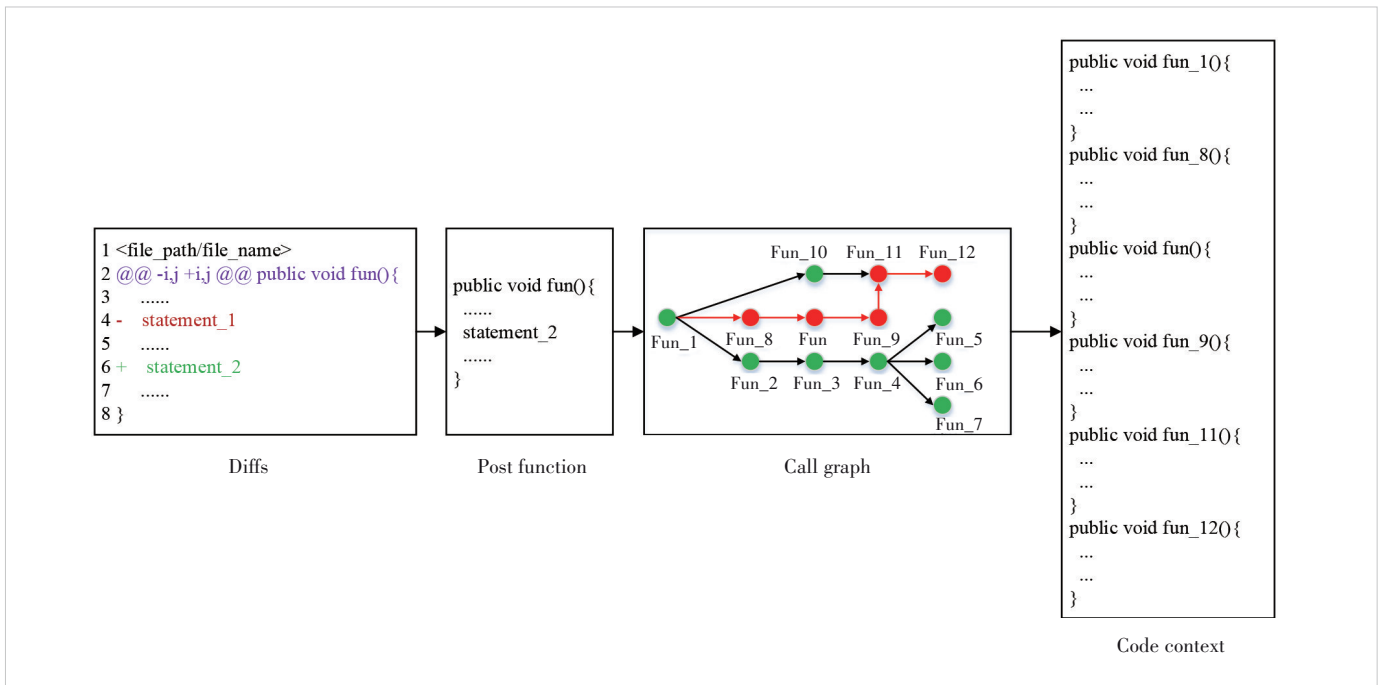 1 <file_path/file_name>
2 @@ -i,j +i,j @@ public void fun(){
3 ......
4 - statement_1
5 ......
6 + statement_2
7 ......
8 }
Diffs
public void fun(){
......
statement_2
......
}
Post function
Fun_10 Fun_11 Fun_12
Fun_1 Fun_8 Fun Fun_9 Fun_5
Fun_2 Fun_3 Fun_4 Fun_6
Fun_7
Call graph
public void fun_1(){
...
...
}
public void fun_8(){
...
...
}
public void fun(){
...
...
}
public void fun_9(){
...
...
}
public void fun_11(){
...
...
}
public void fun_12(){
...
...
}
Code context